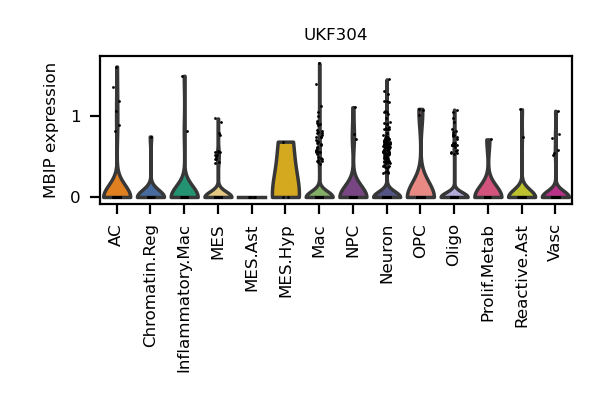 UKF304
MBIP expression
1
0
AC
Chromatin.Reg
Inflammatory.Mac
MES
MES.Ast
MES.Hyp
Mac
NPC
Neuron
OPC
Oligo
Prolif.Metab
Reactive.Ast
Vasc